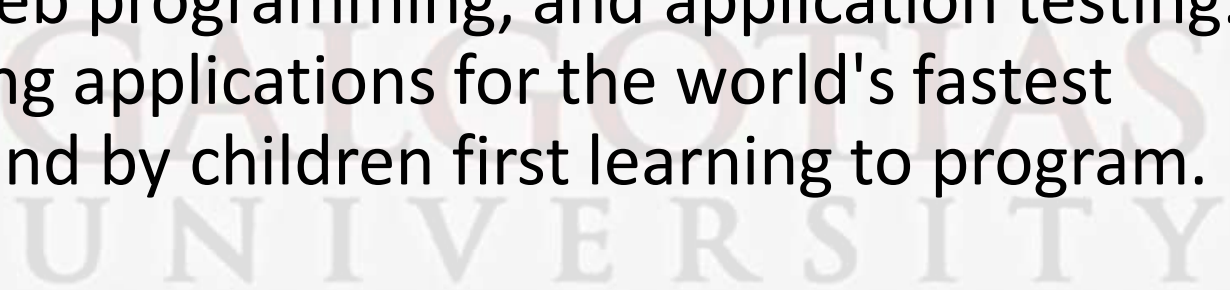 eb programming, and application testing.
ng applications for the world's fastest
nd by children first learning to program.
GALGOTIAS
UNIVERSITY